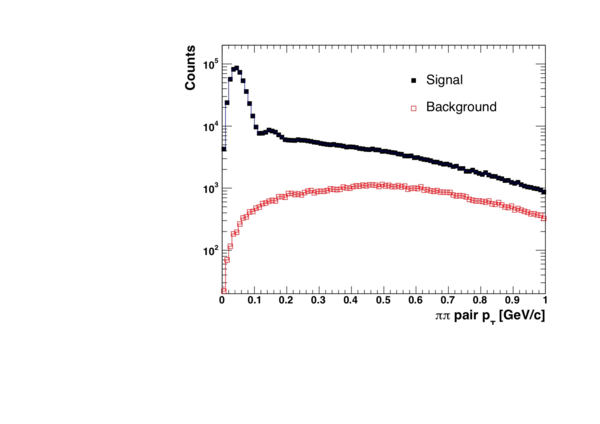 Counts
10^5
10^4
10^3
10^2
Signal
Background
0 0.1 0.2 0.3 0.4 0.5 0.6 0.7 0.8 0.9 1
ππ pair p_T [GeV/c]